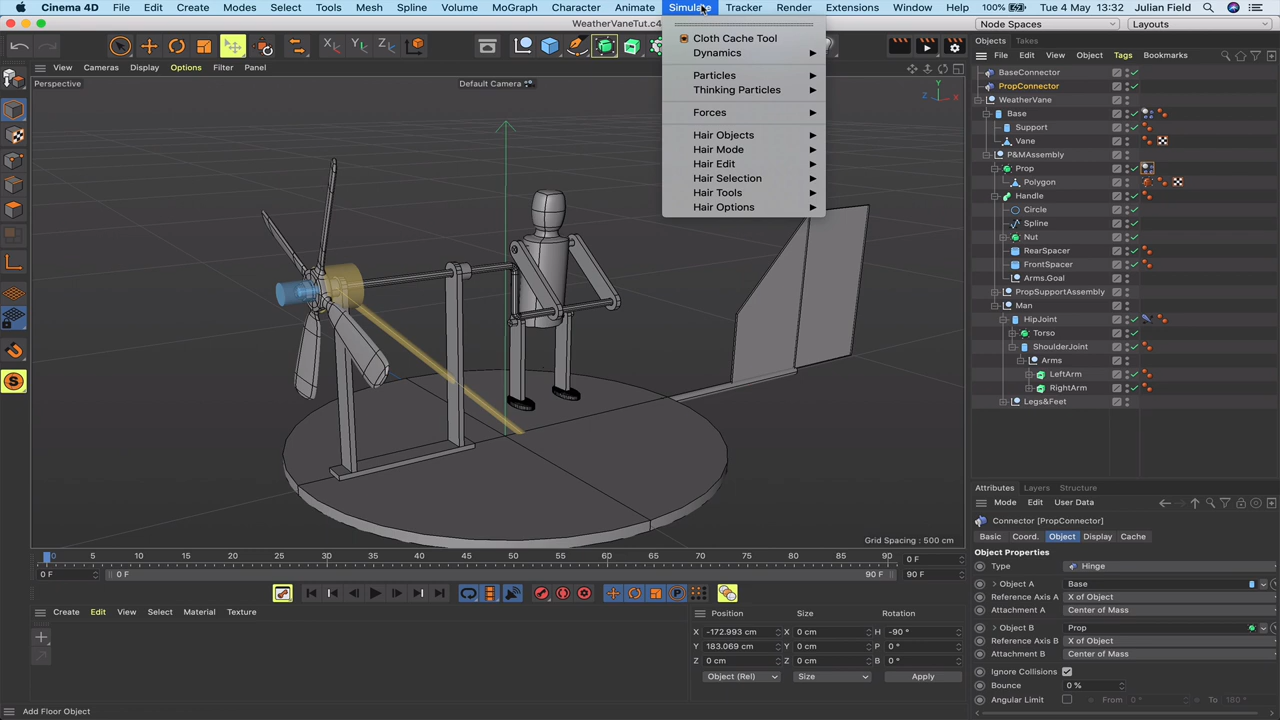 Cinema 4D File Edit Create Modes Select Tools Mesh Spline Volume MoGraph Character Animate Simulate Tracker Render Extensions Window Help 100% Tue 4 May 13:32 Julian Field
WeatherVaneTut.c4 Node Spaces Layouts
Cloth Cache Tool
Dynamics
Particles
Thinking Particles
Forces
Hair Objects
Hair Mode
Hair Edit
Hair Selection
Hair Tools
Hair Options
X Y Z
View Cameras Display Options Filter Panel
Perspective
Default Camera
Y
X
Grid Spacing : 500 cm
Objects Takes
File Edit View Object Tags Bookmarks
BaseConnector
PropConnector
WeatherVane
Base
Support
Vane
P&MAssembly
Prop
Polygon
Handle
Circle
Spline
Nut
RearSpacer
FrontSpacer
Arms.Goal
PropSupportAssembly
Man
HipJoint
Torso
ShoulderJoint
Arms
LeftArm
RightArm
Legs&Feet
Attributes Layers Structure
Mode Edit User Data
Connector [PropConnector]
Basic Coord. Object Display Cache
Object Properties
Type Hinge
Object A Base
Reference Axis A X of Object
Attachment A Center of Mass
Object B Prop
Reference Axis B X of Object
Attachment B Center of Mass
Ignore Collisions
Bounce 0 %
Angular Limit From 0 ° To 180 °
0 5 10 15 20 25 30 35 40 45 50 55 60 65 70 75 80 85 90 0 F
0 F 0 F 90 F 90 F
Create Edit View Select Material Texture
Position Size Rotation
X -172.993 cm X 0 cm H -90 °
Y 183.069 cm Y 0 cm P 0 °
Z 0 cm Z 0 cm B 0 °
Object (Rel) Size Apply
Add Floor Object